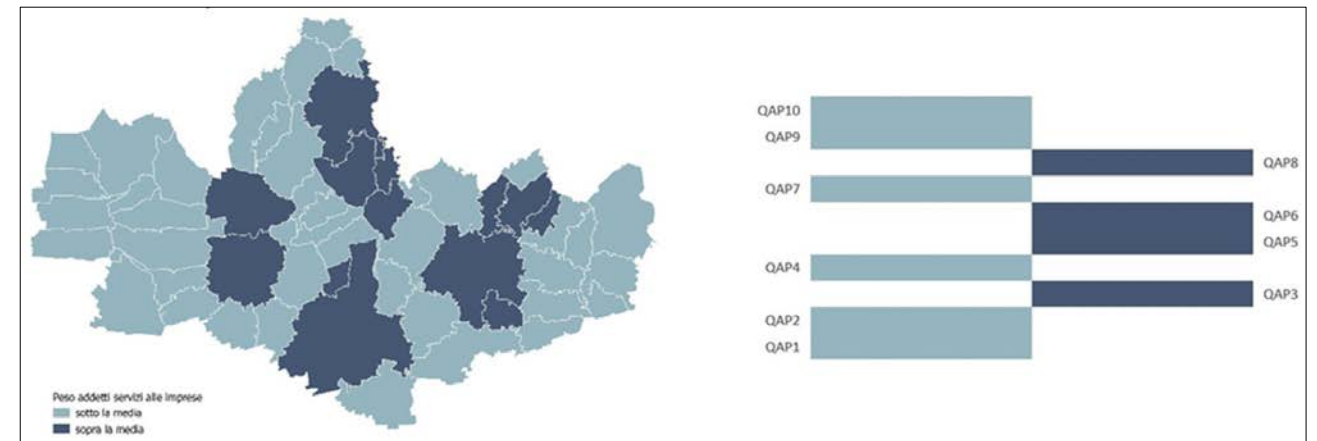 Peso addetti servizi alle imprese
sotto la media
sopra la media
QAP10
QAP9
QAP8
QAP7
QAP6
QAP5
QAP4
QAP3
QAP2
QAP1